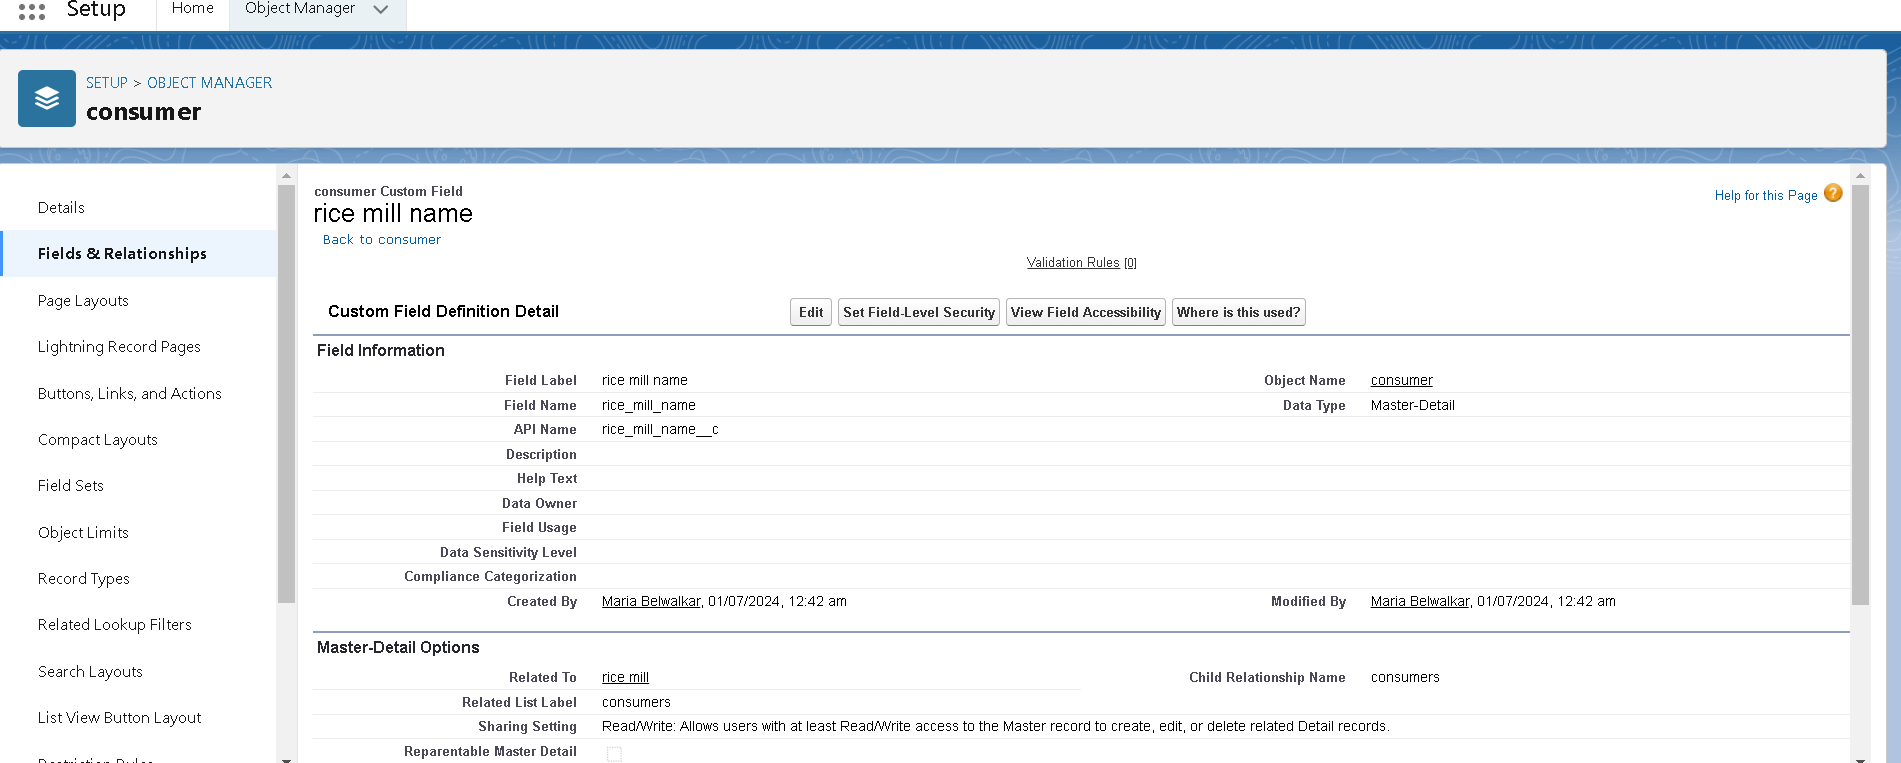 Setup
Home
Object Manager
SETUP > OBJECT MANAGER
consumer
Details
Fields & Relationships
Page Layouts
Lightning Record Pages
Buttons, Links, and Actions
Compact Layouts
Field Sets
Object Limits
Record Types
Related Lookup Filters
Search Layouts
List View Button Layout
Restriction Rules
consumer Custom Field
rice mill name
Back to consumer
Help for this Page ?
Validation Rules [0]
Custom Field Definition Detail
Edit
Set Field-Level Security
View Field Accessibility
Where is this used?
Field Information
Field Label rice mill name
Object Name consumer
Field Name rice_mill_name
Data Type Master-Detail
API Name rice_mill_name__c
Description
Help Text
Data Owner
Field Usage
Data Sensitivity Level
Compliance Categorization
Created By Maria Belwalkar, 01/07/2024, 12:42 am
Modified By Maria Belwalkar, 01/07/2024, 12:42 am
Master-Detail Options
Related To rice mill
Child Relationship Name consumers
Related List Label consumers
Sharing Setting Read/Write: Allows users with at least Read/Write access to the Master record to create, edit, or delete related Detail records.
Reparentable Master Detail